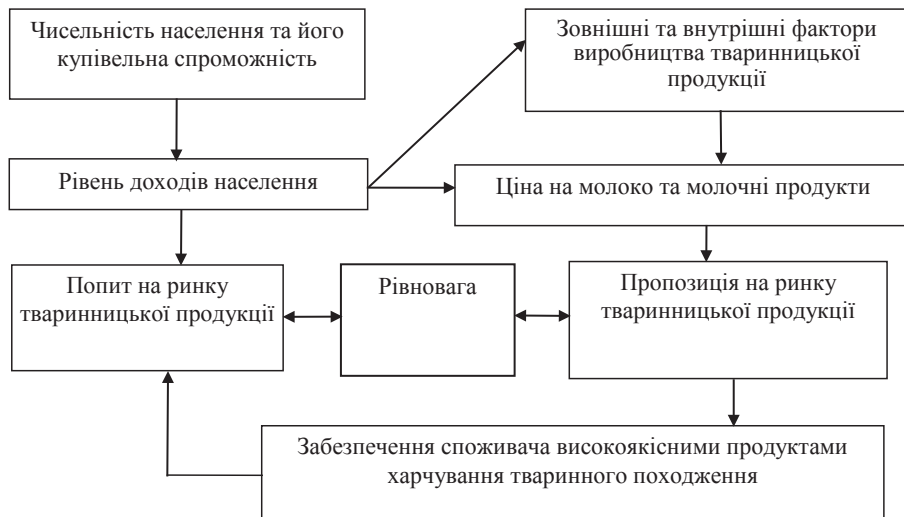 Чисельність населення та його
купівельна спроможність
Зовнішні та внутрішні фактори
виробництва тваринницької
продукції
Рівень доходів населення
Ціна на молоко та молочні продукти
Попит на ринку
тваринницької продукції
Рівновага
Пропозиція на ринку
тваринницької продукції
Забезпечення споживача високоякісними продуктами
харчування тваринного походження